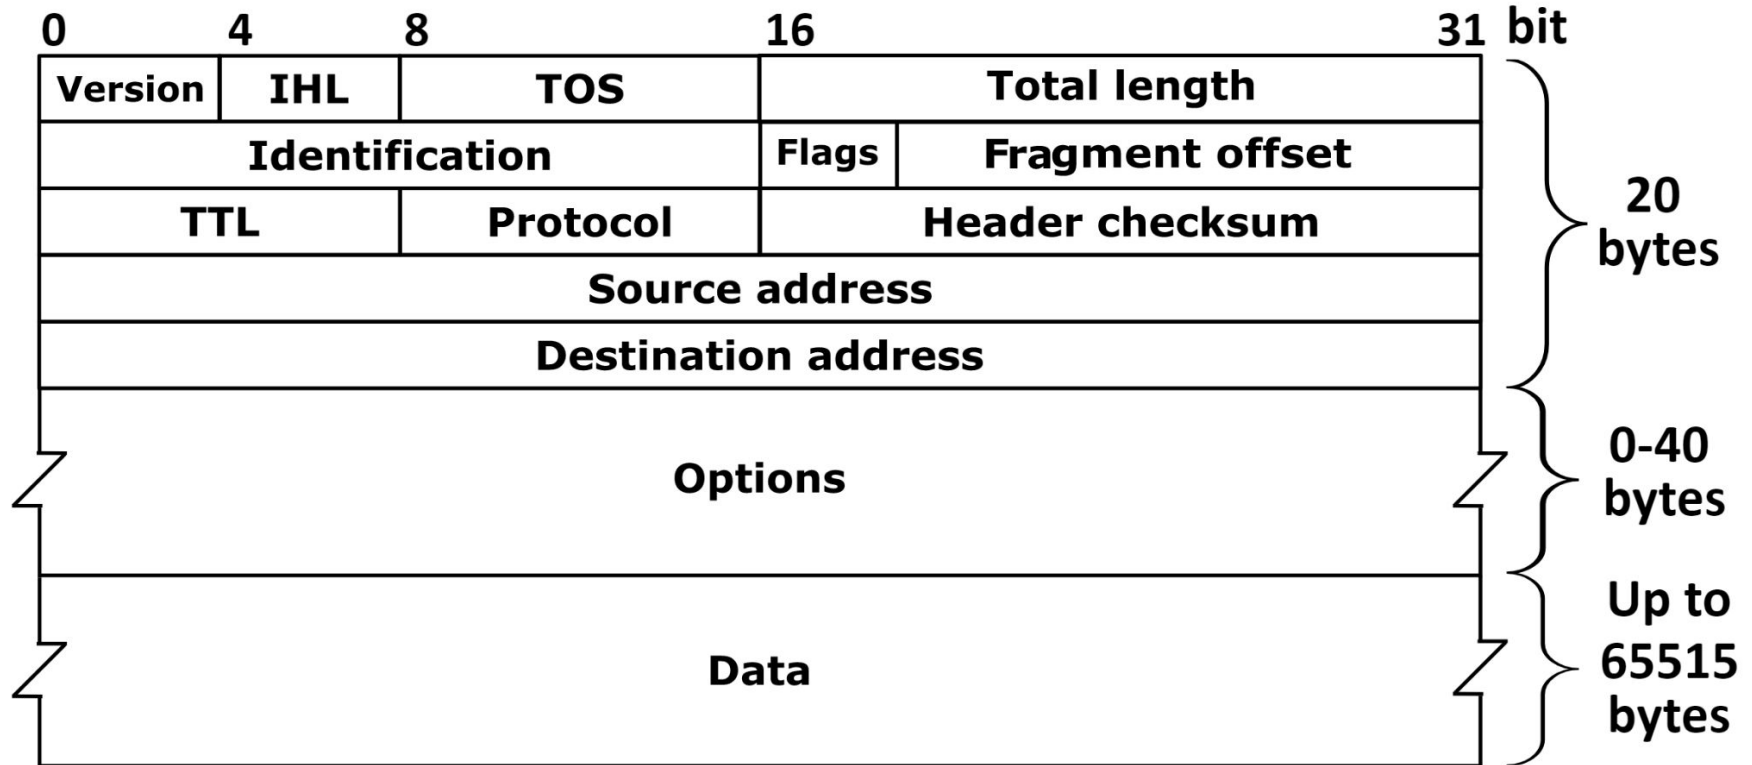 0 4 8 16 31 bit
Version IHL TOS Total length
Identification Flags Fragment offset
TTL Protocol Header checksum
Source address
Destination address
20
bytes
Options
0-40
bytes
Data
Up to
65515
bytes